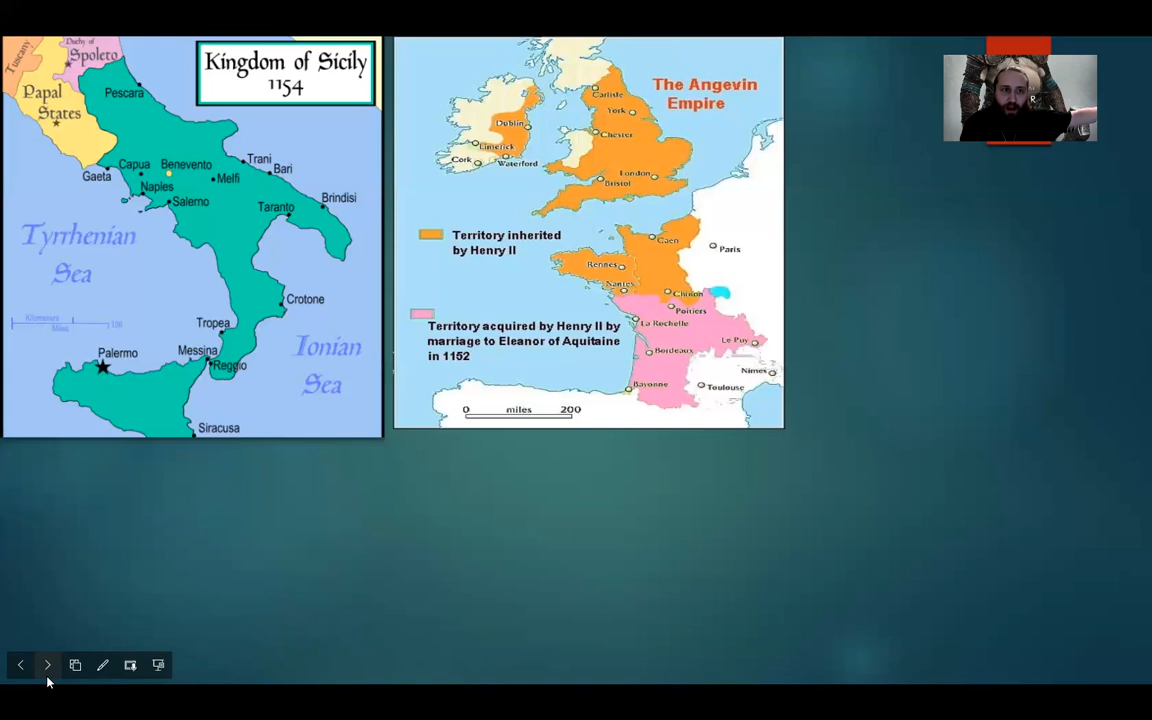 Tuscany
Duchy of
Spoleto
Papal
States
Kingdom of Sicily
1154
Pescara
Capua
Benevento
Trani
Bari
Gaeta
Melfi
Naples
Salerno
Taranto
Brindisi
Tyrrhenian
Sea
Crotone
Tropea
Ionian
Sea
Palermo
Messina
Reggio
Siracusa
The Angevin
Empire
Carlisle
York
Dublin
Chester
Limerick
Cork
Waterford
London
Bristol
Territory inherited
by Henry II
Caen
Paris
Rennes
Nantes
Chinon
Poitiers
Territory acquired by Henry II by
marriage to Eleanor of Aquitaine
in 1152
La Rochelle
Le Puy
Bordeaux
Nimes
Bayonne
Toulouse
0 miles 200
R